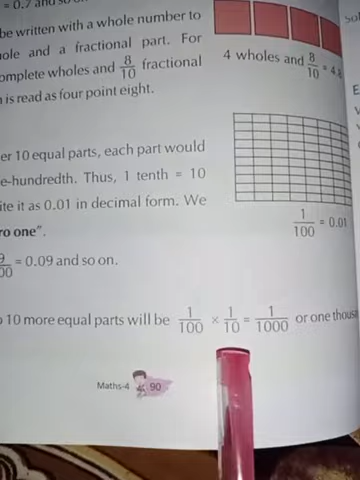 = 0.7 and so on
be written with a whole number to
ole and a fractional part. For
omplete wholes and 8/10 fractional
is read as four point eight.
4 wholes and 8/10 = 4.8
er 10 equal parts, each part would
e-hundredth. Thus, 1 tenth = 10
ite it as 0.01 in decimal form. We
ro one".
1/100 = 0.01
9/100 = 0.09 and so on.
10 more equal parts will be 1/100 × 1/10 = 1/1000 or one thous
Maths-4 90